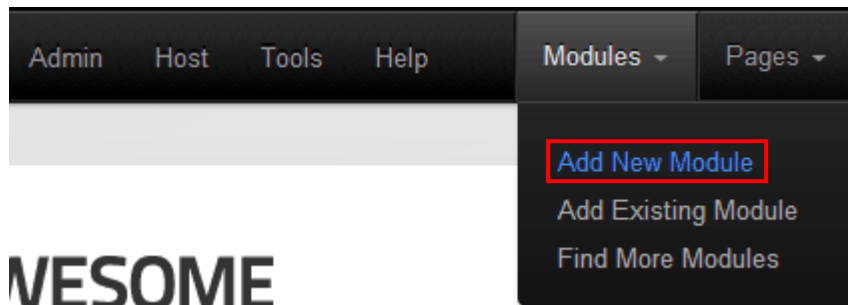 Admin Host Tools Help Modules Pages
Add New Module
Add Existing Module
Find More Modules
WESOME